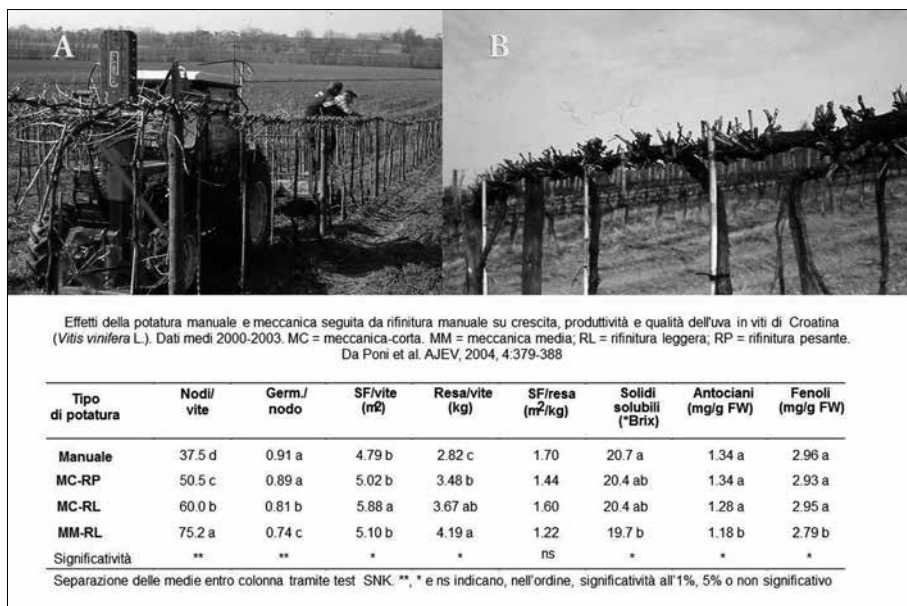 A
B
Effetti della potatura manuale e meccanica seguita da rifinitura manuale su crescita, produttività e qualità dell'uva in viti di Croatina
(Vitis vinifera L.). Dati medi 2000-2003. MC = meccanica-corta. MM = meccanica media; RL = rifinitura leggera; RP = rifinitura pesante.
Da Poni et al. AJEV, 2004, 4:379-388
Tipo di potatura Nodi/ vite Germ./ nodo SF/vite (m2) Resa/vite (kg) SF/resa (m2/kg) Solidi solubili (*Brix) Antociani (mg/g FW) Fenoli (mg/g FW)
Manuale 37.5 d 0.91 a 4.79 b 2.82 c 1.70 20.7 a 1.34 a 2.96 a
MC-RP 50.5 c 0.89 a 5.02 b 3.48 b 1.44 20.4 ab 1.34 a 2.93 a
MC-RL 60.0 b 0.81 b 5.88 a 3.67 ab 1.60 20.4 ab 1.28 a 2.95 a
MM-RL 75.2 a 0.74 c 5.10 b 4.19 a 1.22 19.7 b 1.18 b 2.79 b
Significatività ** ** * * ns * * *
Separazione delle medie entro colonna tramite test SNK. **, * e ns indicano, nell'ordine, significatività all'1%, 5% o non significativo